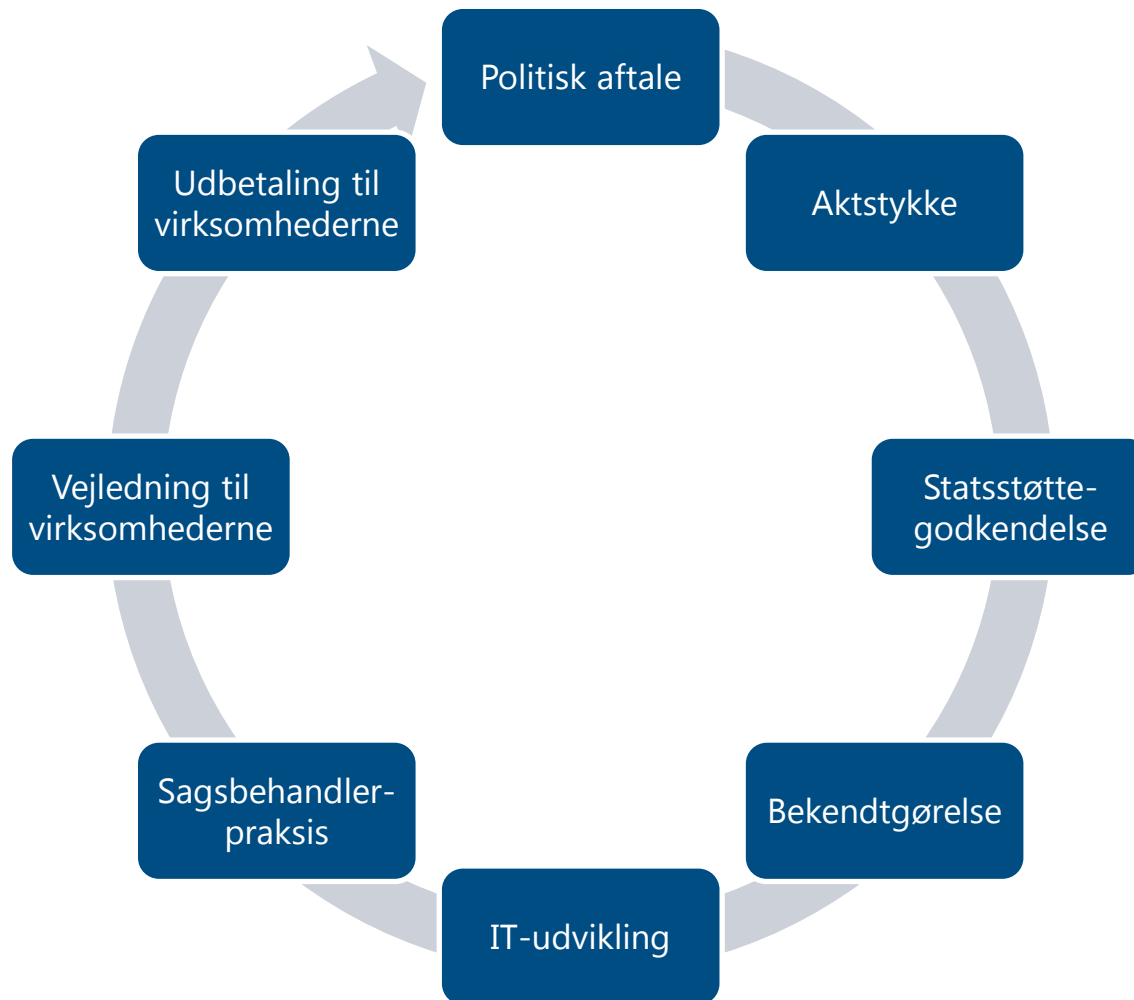 Politisk aftale
Aktstykke
Statsstøtte-
godkendelse
Bekendtgørelse
IT-udvikling
Sagsbehandler-
praksis
Vejledning til
virksomhederne
Udbetaling til
virksomhederne